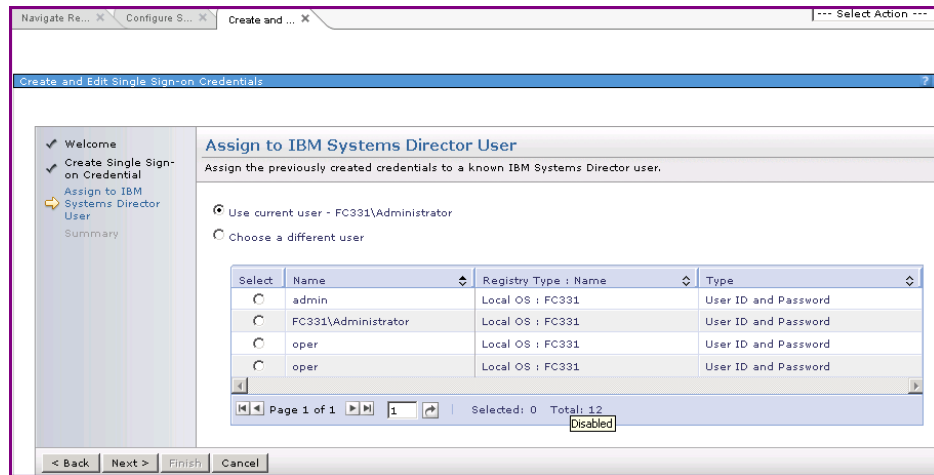 Navigate Re... X Configure S... X Create and ... X --- Select Action ---
Create and Edit Single Sign-on Credentials ?
Welcome
Create Single Sign-
on Credential
Assign to IBM
Systems Director
User
Summary
Assign to IBM Systems Director User
Assign the previously created credentials to a known IBM Systems Director user.
Use current user - FC331\Administrator
Choose a different user
Select Name Registry Type : Name Type
admin Local OS : FC331 User ID and Password
FC331\Administrator Local OS : FC331 User ID and Password
oper Local OS : FC331 User ID and Password
oper Local OS : FC331 User ID and Password
Page 1 of 1 1 Selected: 0 Total: 12
Disabled
< Back Next > Finish Cancel